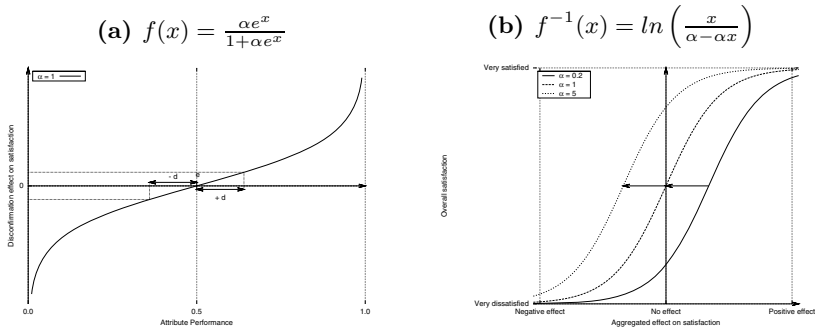 (a) f(x) = αe^x / 1+αe^x
α = 1
Disconfirmation effect on satisfaction
0
- d
e
+ d
0.0
0.5
1.0
Attribute Performance
(b) f^{-1}(x) = ln (x / α−αx)
Very satisfied
α = 0.2
α = 1
α = 5
Overall satisfaction
Very dissatisfied
Negative effect
No effect
Positive effect
Aggregated effect on satisfaction